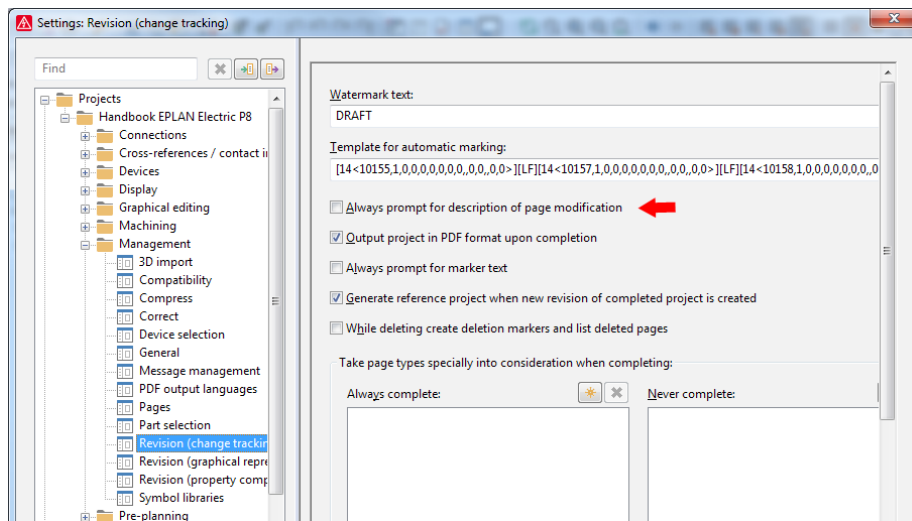 Settings: Revision (change tracking)
Find
Projects
Handbook EPLAN Electric P8
Connections
Cross-references / contact i
Devices
Display
Graphical editing
Machining
Management
3D import
Compatibility
Compress
Correct
Device selection
General
Message management
PDF output languages
Pages
Part selection
Revision (change trackin
Revision (graphical repre
Revision (property comp
Symbol libraries
Pre-planning
Watermark text:
DRAFT
Template for automatic marking:
[14<10155,1,0,0,0,0,0,0,0,,0,0,,0,0>][LF][14<10157,1,0,0,0,0,0,0,0,,0,0,,0,0>][LF][14<10158,1,0,0,0,0,0,0,0,,0
Always prompt for description of page modification
Output project in PDF format upon completion
Always prompt for marker text
Generate reference project when new revision of completed project is created
While deleting create deletion markers and list deleted pages
Take page types specially into consideration when completing:
Always complete:
Never complete: